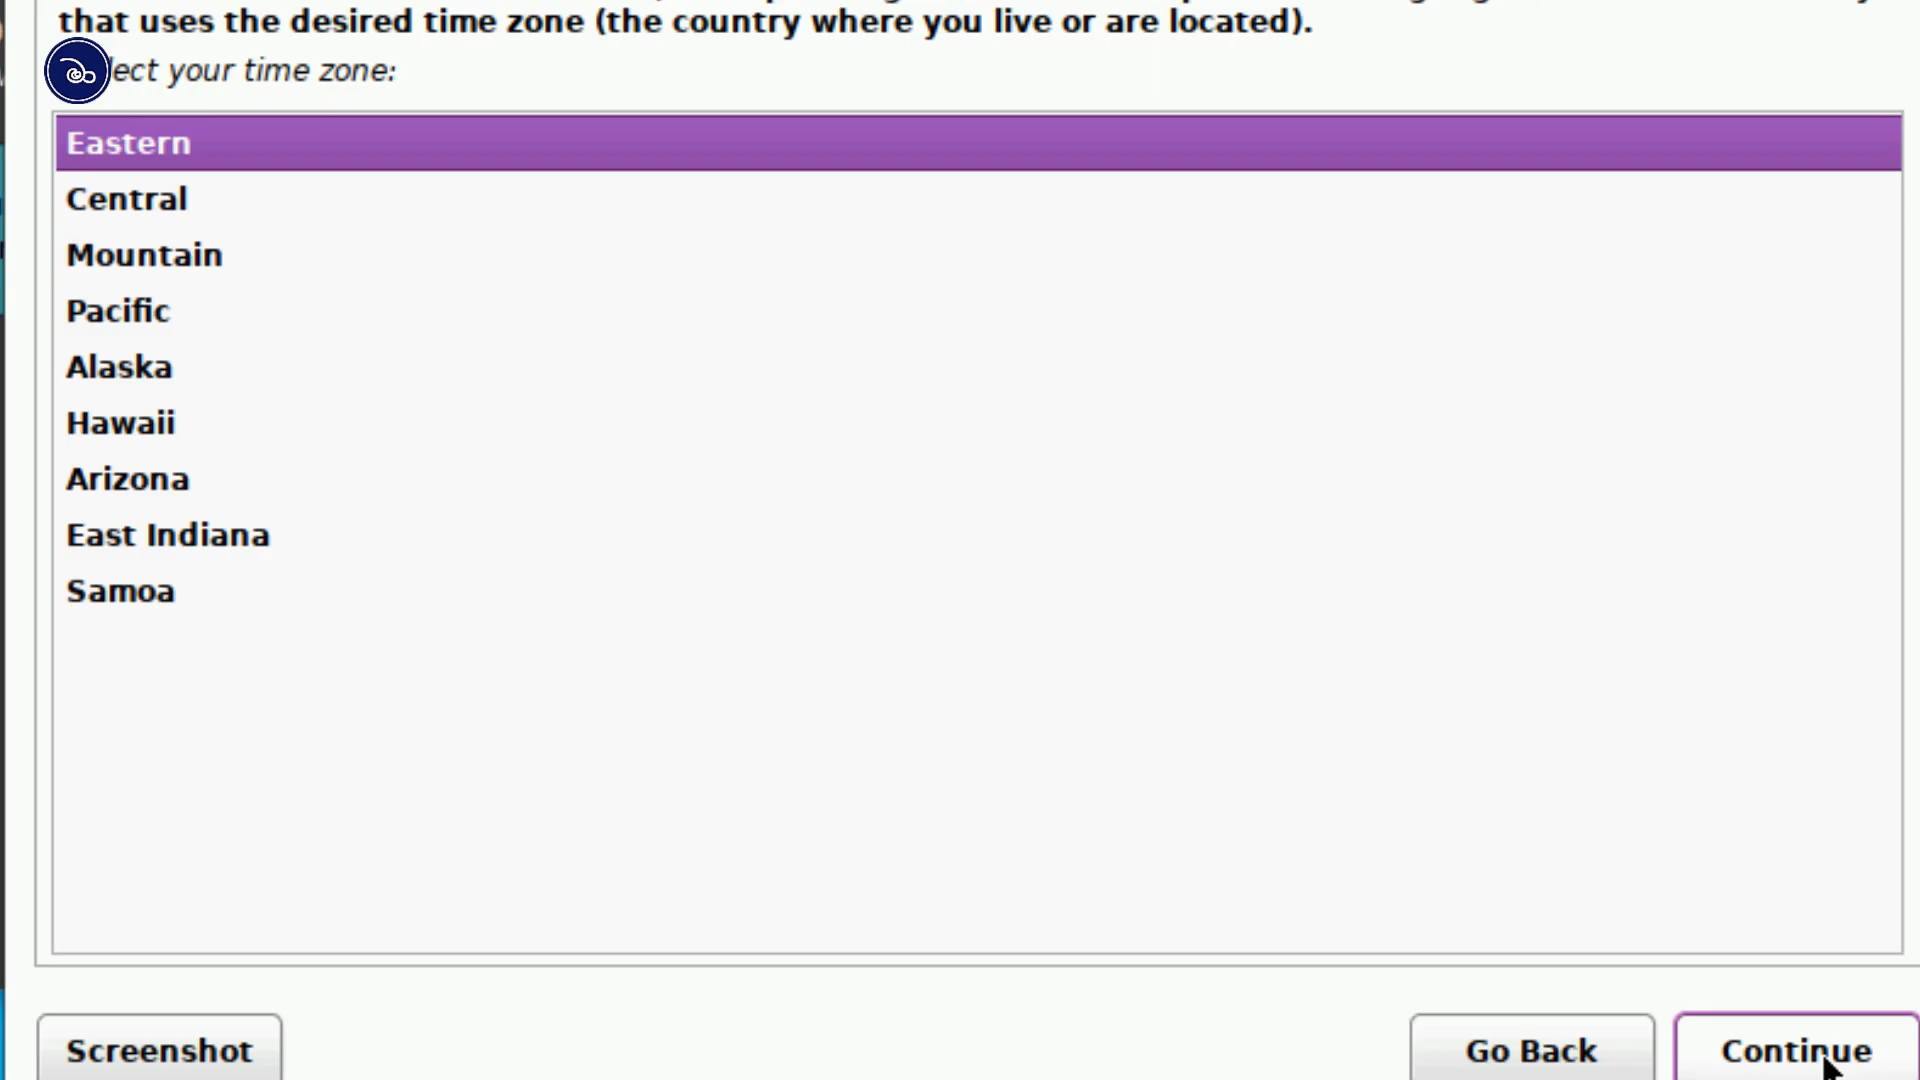 that uses the desired time zone (the country where you live or are located).
lect your time zone:
Eastern
Central
Mountain
Pacific
Alaska
Hawaii
Arizona
East Indiana
Samoa
Screenshot
Go Back
Continue